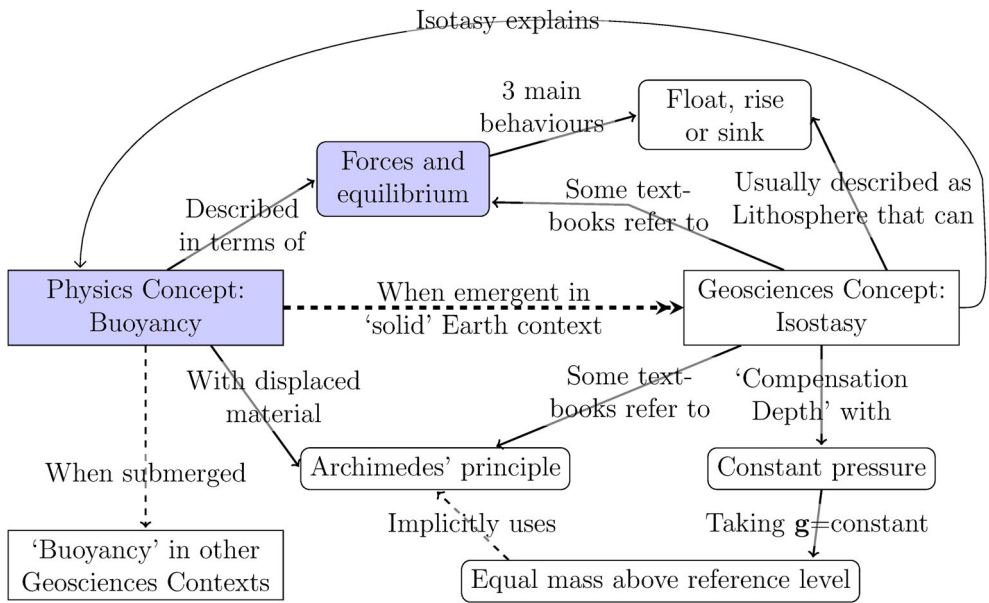 Isotasy explains
3 main
behaviours
Float, rise
or sink
Forces and
equilibrium
Some text-
books refer to
Usually described as
Lithosphere that can
Described
in terms of
Physics Concept:
Buoyancy
When emergent in
‘solid’ Earth context
Geosciences Concept:
Isostasy
With displaced
material
Some text-
books refer to
‘Compensation
Depth’ with
When submerged
Archimedes’ principle
Constant pressure
Implicitly uses
Taking g=constant
‘Buoyancy’ in other
Geosciences Contexts
Equal mass above reference level